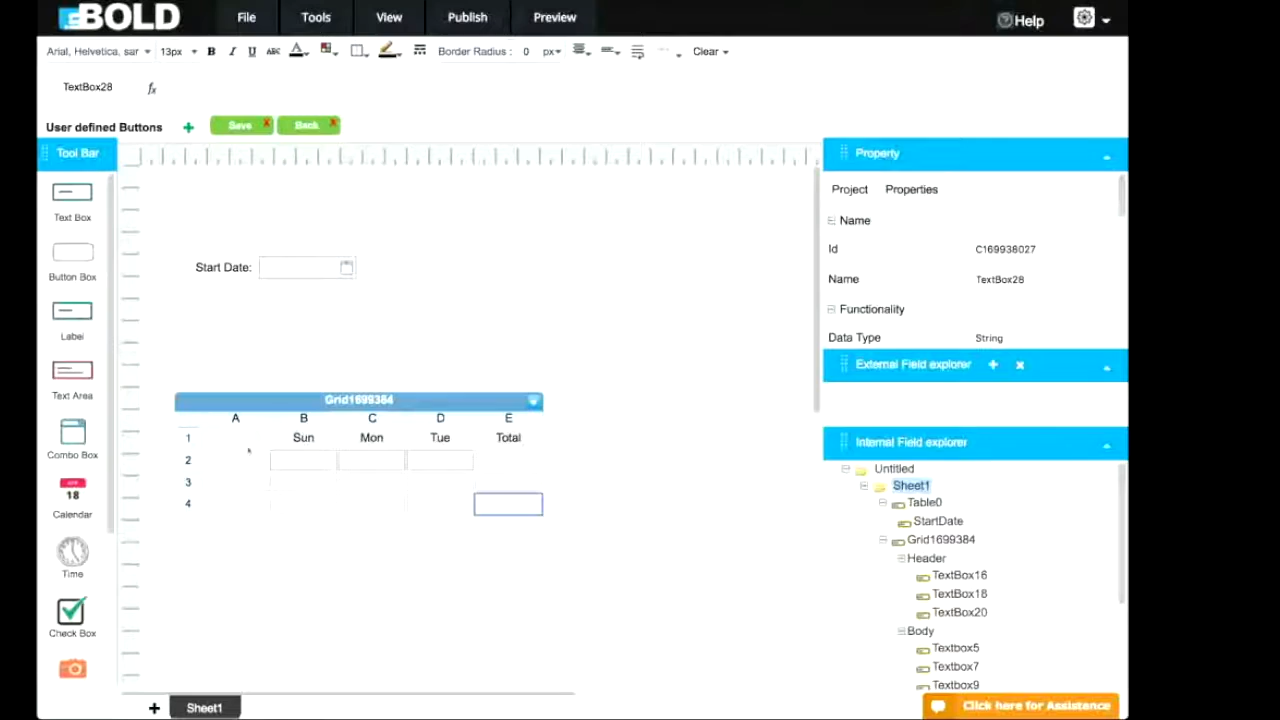 BOLD File Tools View Publish Preview Help
Arial, Helvetica, sar 13px B I U ABC A Border Radius : 0 px Clear
TextBox28 fx
User defined Buttons + Save x Back x
Tool Bar
Text Box
Button Box
Label
Text Area
Combo Box
18
Calendar
Time
Check Box
Start Date:
Grid1699384
A B C D E
1 Sun Mon Tue Total
2
3
4
+ Sheet1
Property
Project Properties
Name
Id C169938027
Name TextBox28
Functionality
Data Type String
External Field explorer + x
Internal Field explorer
Untitled
Sheet1
Table0
StartDate
Grid1699384
Header
TextBox16
TextBox18
TextBox20
Body
Textbox5
Textbox7
Textbox9
Click here for Assistance